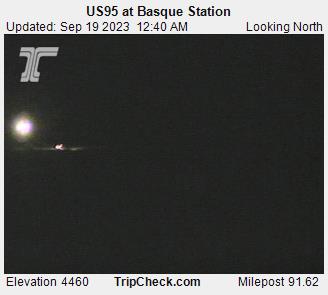 US95 at Basque Station
Updated: Sep 19 2023 12:40 AM Looking North
Elevation 4460 TripCheck.com Milepost 91.62